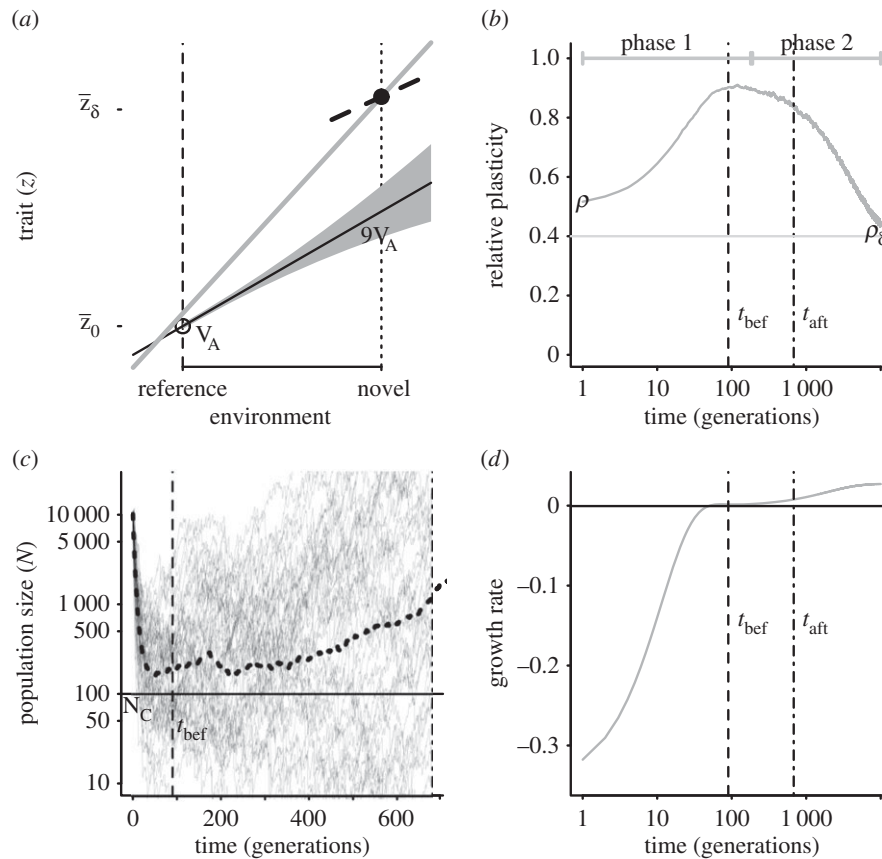 (a)
z̄δ
z̄0
trait (z)
9VA
VA
reference
novel
environment
(b)
phase 1
phase 2
1.0
0.8
0.6
0.4
0.2
0
relative plasticity
ρ
ρδ
tbef
taft
1
10
100
1 000
time (generations)
(c)
10 000
5 000
1 000
500
100
50
10
population size (N)
NC
tbef
0
200
400
600
time (generations)
(d)
0
–0.1
–0.2
–0.3
growth rate
tbef
taft
1
10
100
1 000
time (generations)